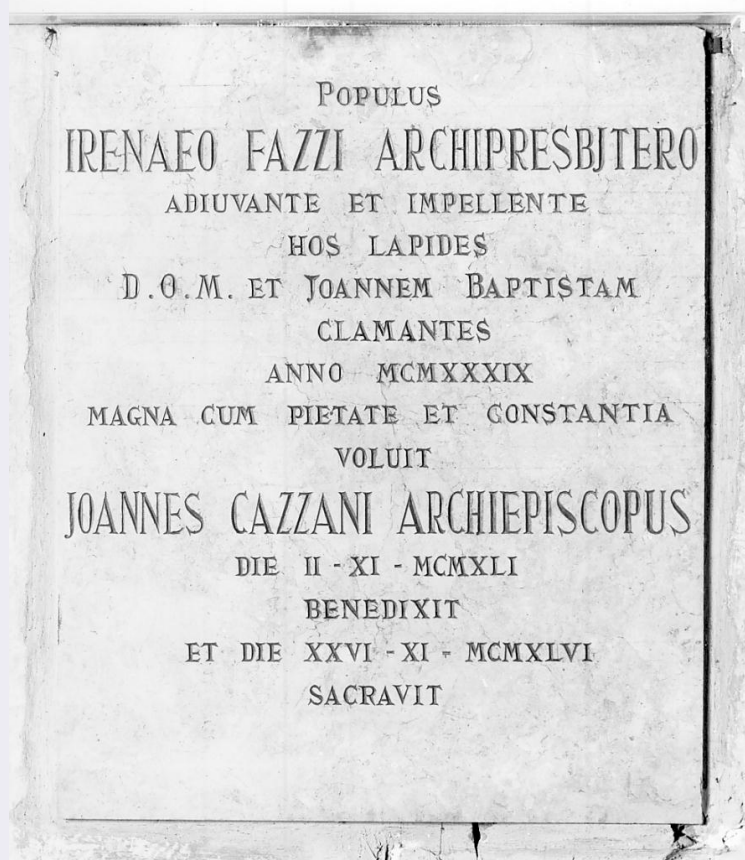 POPULUS
IRENAEO FAZZI ARCHIPRESBJTERO
ADIUVANTE ET IMPELLENTE
HOS LAPIDES
D.O.M. ET JOANNEM BAPTISTAM
CLAMANTES
ANNO MCMXXXIX
MAGNA CUM PIETATE ET CONSTANTIA
VOLUIT
JOANNES CAZZANI ARCHIEPISCOPUS
DIE II - XI - MCMXLI
BENEDIXIT
ET DIE XXVI - XI - MCMXLVI
SACRAVIT